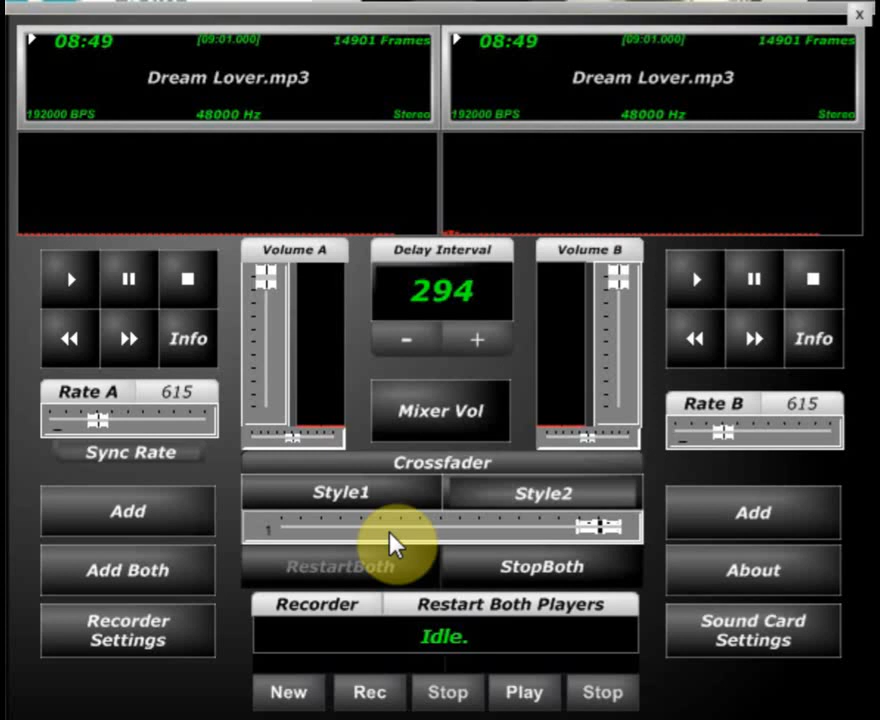 X
08:49 [09:01.000] 14901 Frames
Dream Lover.mp3
192000 BPS 48000 Hz Stereo
08:49 [09:01.000] 14901 Frames
Dream Lover.mp3
192000 BPS 48000 Hz Stereo
Volume A
Delay Interval
Volume B
294
- +
Info
Info
Mixer Vol
Rate A 615
Rate B 615
Sync Rate
Crossfader
Style1 Style2
1
Add
Add
RestartBoth StopBoth
Add Both
About
Recorder Restart Both Players
Recorder
Settings
Idle.
Sound Card
Settings
New Rec Stop Play Stop